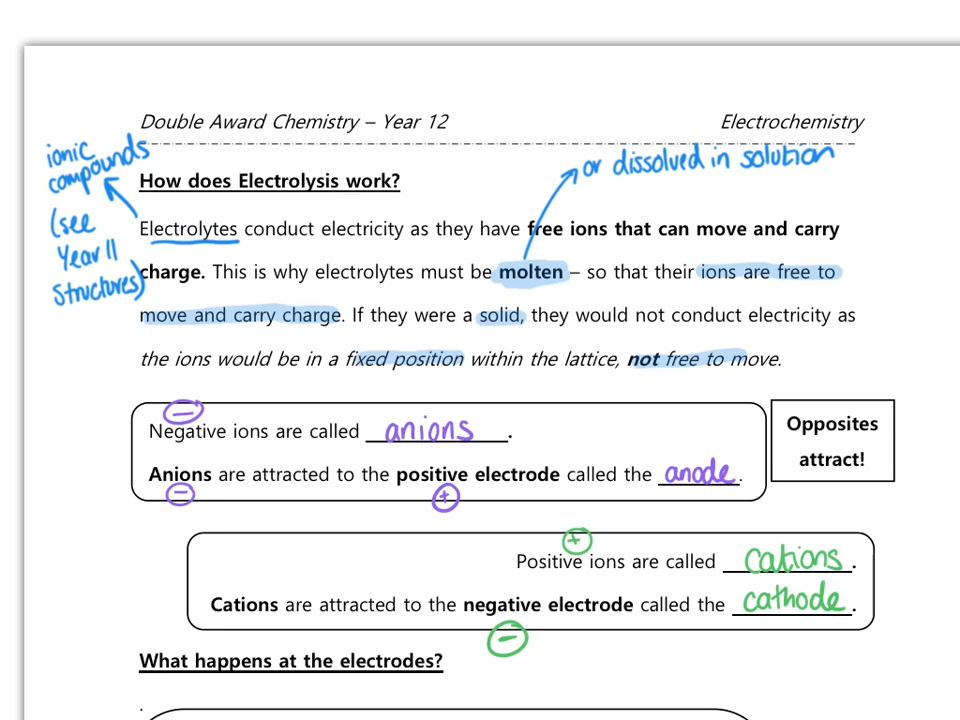 Double Award Chemistry – Year 12 Electrochemistry
ionic compounds
or dissolved in solution
How does Electrolysis work?
(see
Year 11
structures)
Electrolytes conduct electricity as they have free ions that can move and carry
charge. This is why electrolytes must be molten – so that their ions are free to
move and carry charge. If they were a solid, they would not conduct electricity as
the ions would be in a fixed position within the lattice, not free to move.
−
Negative ions are called anions.
Anions are attracted to the positive electrode called the anode.
− +
Opposites
attract!
+
Positive ions are called cations.
Cations are attracted to the negative electrode called the cathode.
−
What happens at the electrodes?
.